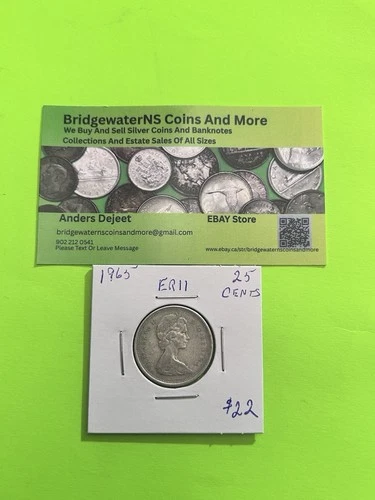 BridgewaterNS Coins And More
We Buy And Sell Silver Coins And Banknotes
Collections And Estate Sales Of All Sizes
Anders Dejeet
EBAY Store
bridgewaternscoinsandmore@gmail.com
902 212 0541
Please Text Or Leave Message
www.ebay.ca/str/bridgewaternscoinsandmore
1965
ERII
25
CENTS
$22